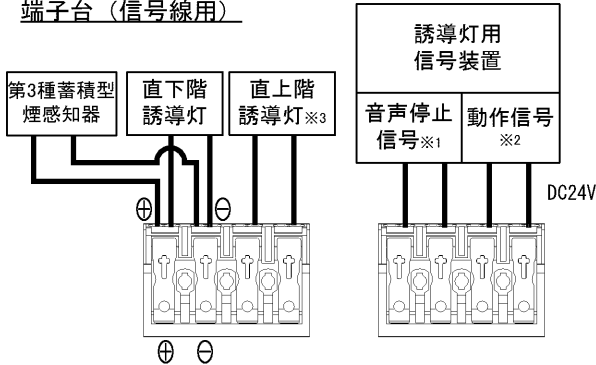 端子台（信号線用）
第3種蓄積型
煙感知器
直下階
誘導灯
直上階
誘導灯※3
⊕
⊖
⊕
⊖
誘導灯用
信号装置
音声停止
信号※1
動作信号
※2
DC24V